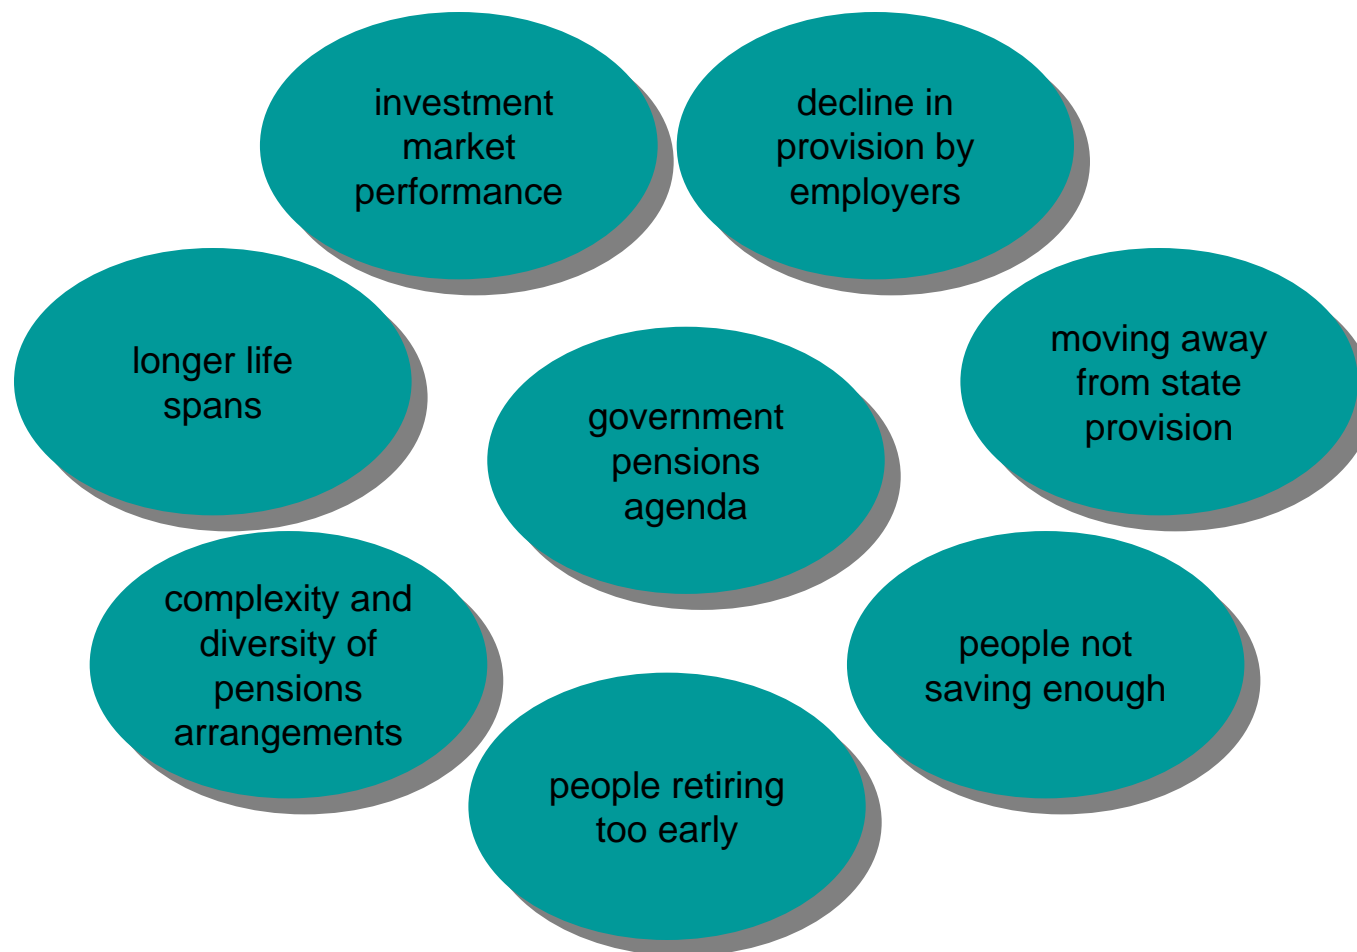 investment
market
performance
decline in
provision by
employers
longer life
spans
moving away
from state
provision
government
pensions
agenda
complexity and
diversity of
pensions
arrangements
people not
saving enough
people retiring
too early